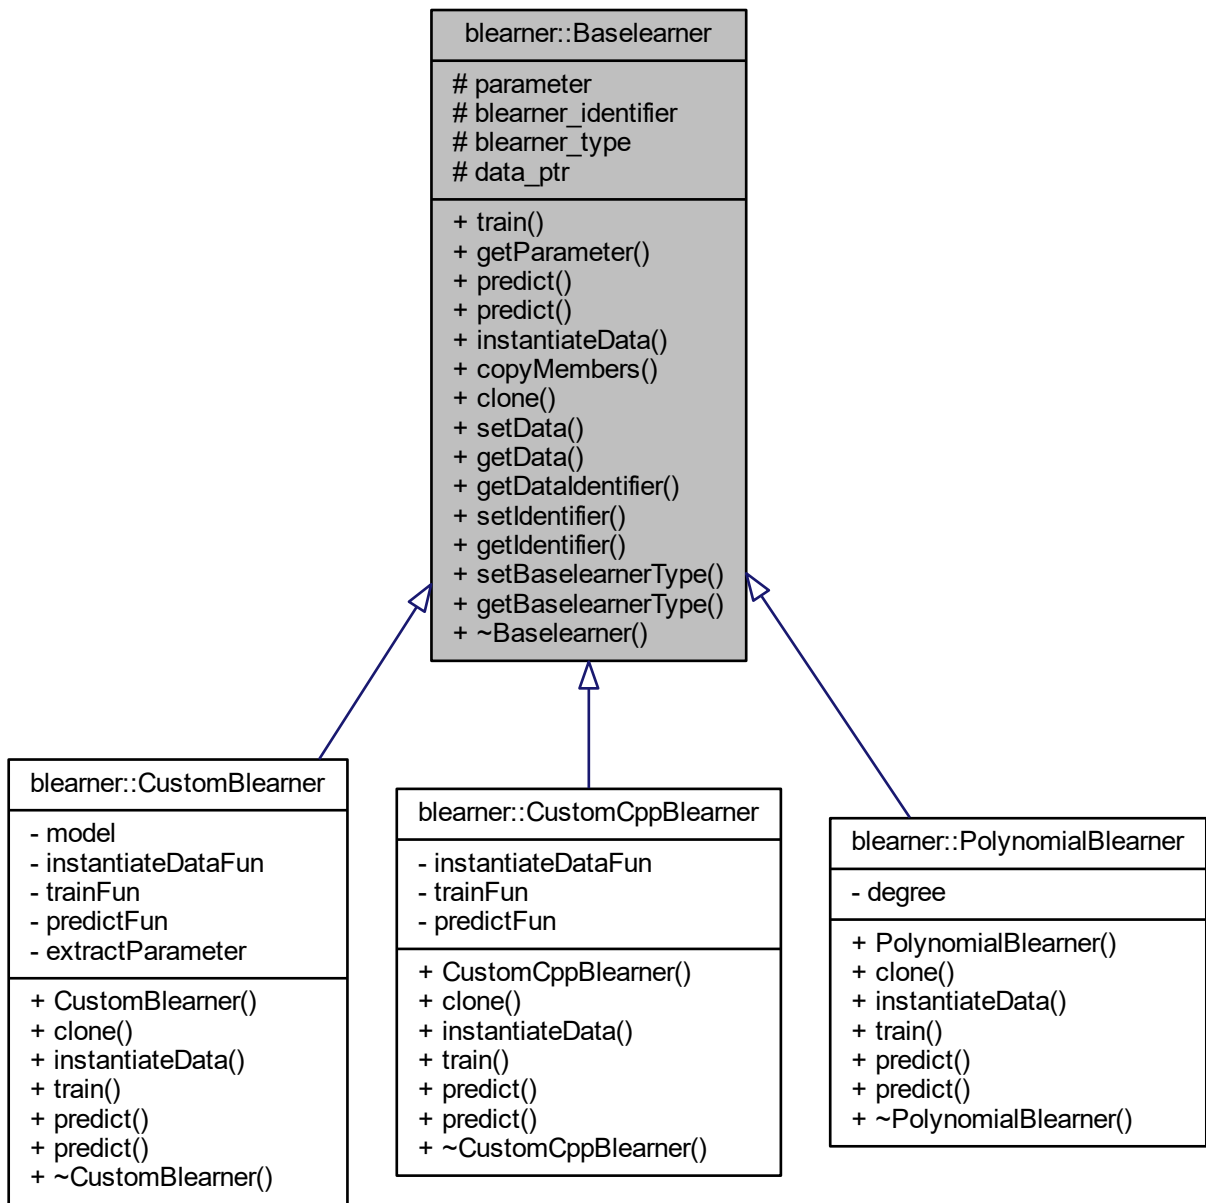 blearner::Baselearner
# parameter
# blearner_identifier
# blearner_type
# data_ptr
+ train()
+ getParameter()
+ predict()
+ predict()
+ instantiateData()
+ copyMembers()
+ clone()
+ setData()
+ getData()
+ getDataIdentifier()
+ setIdentifier()
+ getIdentifier()
+ setBaselearnerType()
+ getBaselearnerType()
+ ~Baselearner()
blearner::CustomBlearner
- model
- instantiateDataFun
- trainFun
- predictFun
- extractParameter
+ CustomBlearner()
+ clone()
+ instantiateData()
+ train()
+ predict()
+ predict()
+ ~CustomBlearner()
blearner::CustomCppBlearner
- instantiateDataFun
- trainFun
- predictFun
+ CustomCppBlearner()
+ clone()
+ instantiateData()
+ train()
+ predict()
+ predict()
+ ~CustomCppBlearner()
blearner::PolynomialBlearner
- degree
+ PolynomialBlearner()
+ clone()
+ instantiateData()
+ train()
+ predict()
+ predict()
+ ~PolynomialBlearner()